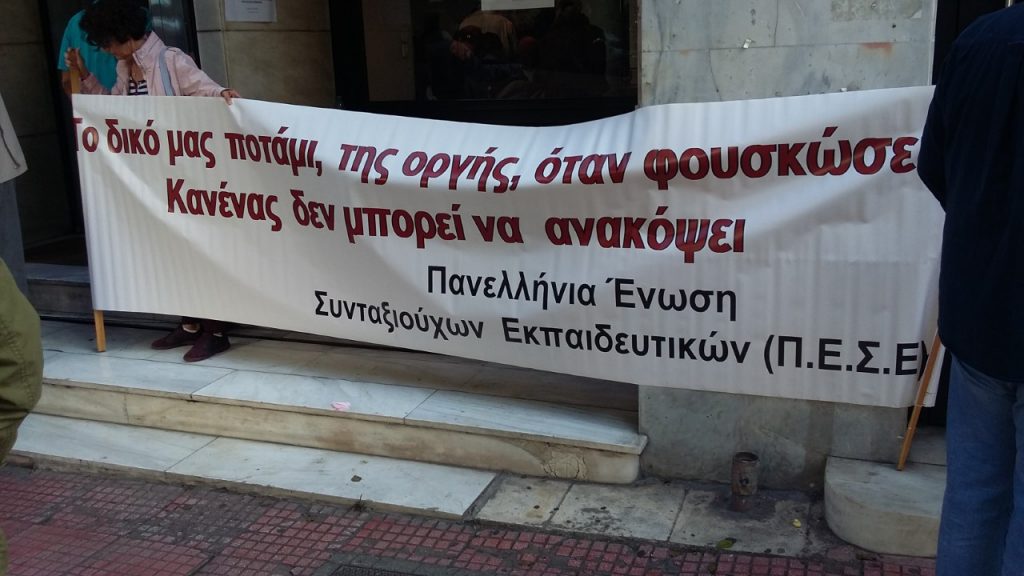 Το δικό μας ποτάμι, της οργής, όταν φουσκώσει
Κανένας δεν μπορεί να ανακόψει
Πανελλήνια Ένωση
Συνταξιούχων Εκπαιδευτικών (Π.Ε.Σ.Ε)